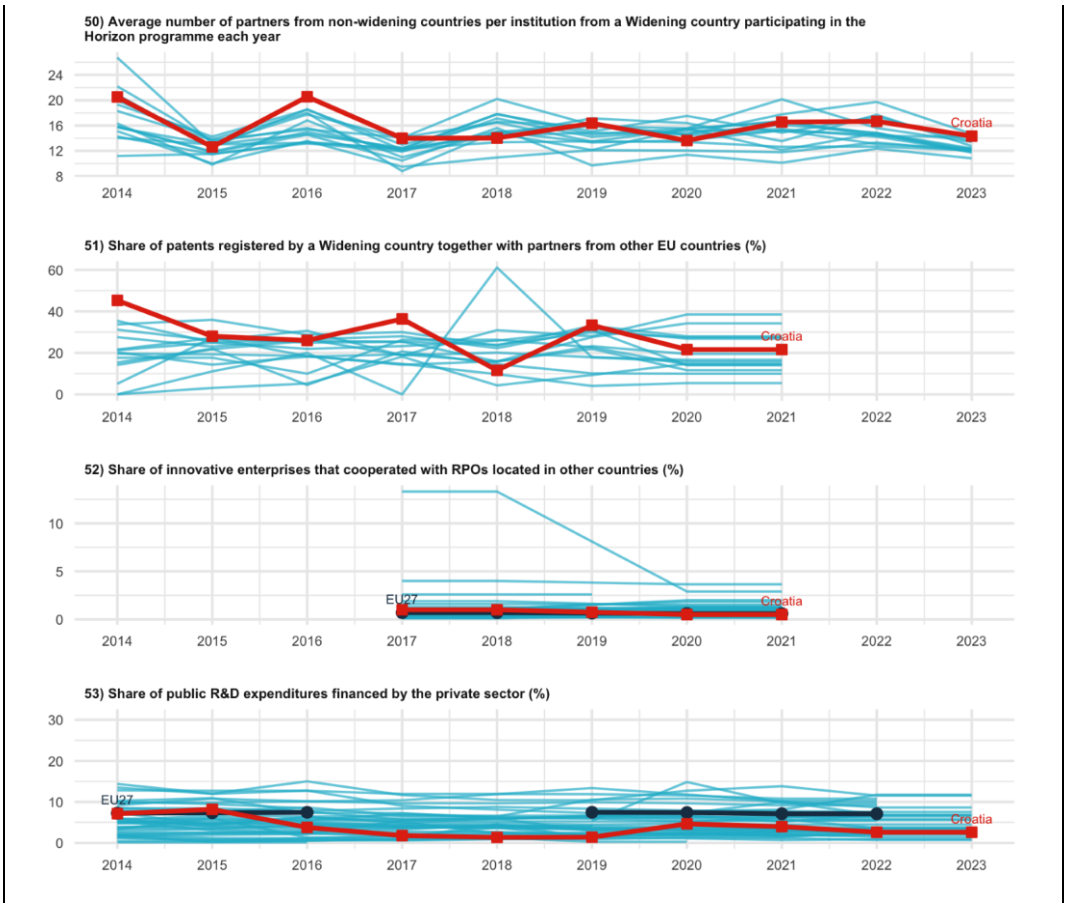 50) Average number of partners from non-widening countries per institution from a Widening country participating in the
Horizon programme each year
24
20
16
12
8
Croatia
2014 2015 2016 2017 2018 2019 2020 2021 2022 2023
51) Share of patents registered by a Widening country together with partners from other EU countries (%)
60
40
20
0
Croatia
2014 2015 2016 2017 2018 2019 2020 2021 2022 2023
52) Share of innovative enterprises that cooperated with RPOs located in other countries (%)
10
5
0
EU27
Croatia
2014 2015 2016 2017 2018 2019 2020 2021 2022 2023
53) Share of public R&D expenditures financed by the private sector (%)
30
20
10
0
EU27
Croatia
2014 2015 2016 2017 2018 2019 2020 2021 2022 2023